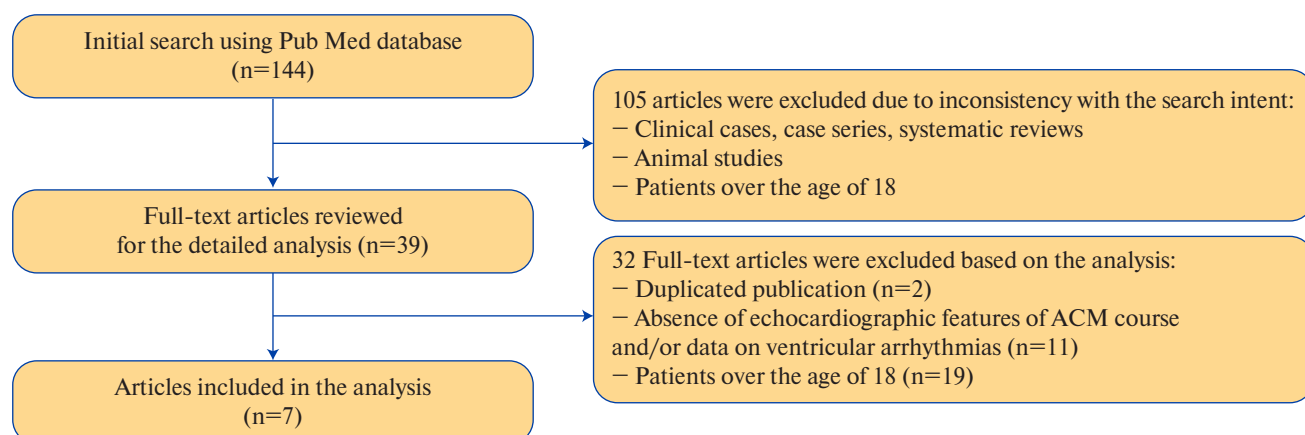 Initial search using Pub Med database
(n=144)
105 articles were excluded due to inconsistency with the search intent:
− Clinical cases, case series, systematic reviews
− Animal studies
− Patients over the age of 18
Full-text articles reviewed
for the detailed analysis (n=39)
32 Full-text articles were excluded based on the analysis:
− Duplicated publication (n=2)
− Absence of echocardiographic features of ACM course
and/or data on ventricular arrhythmias (n=11)
− Patients over the age of 18 (n=19)
Articles included in the analysis
(n=7)